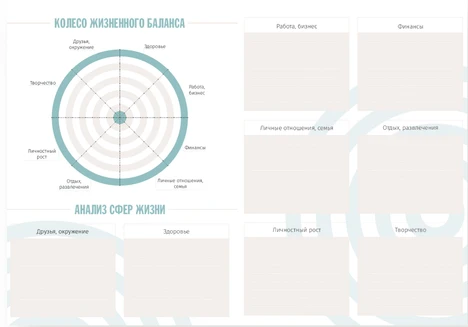 КОЛЕСО ЖИЗНЕННОГО БАЛАНСА
Друзья,
окружение
Здоровье
Творчество
Работа,
бизнес
Личностный
рост
Финансы
Отдых,
развлечения
Личные отношения,
семья
АНАЛИЗ СФЕР ЖИЗНИ
Друзья, окружение
Здоровье
Работа, бизнес
Финансы
Личные отношения, семья
Отдых, развлечения
Личностный рост
Творчество